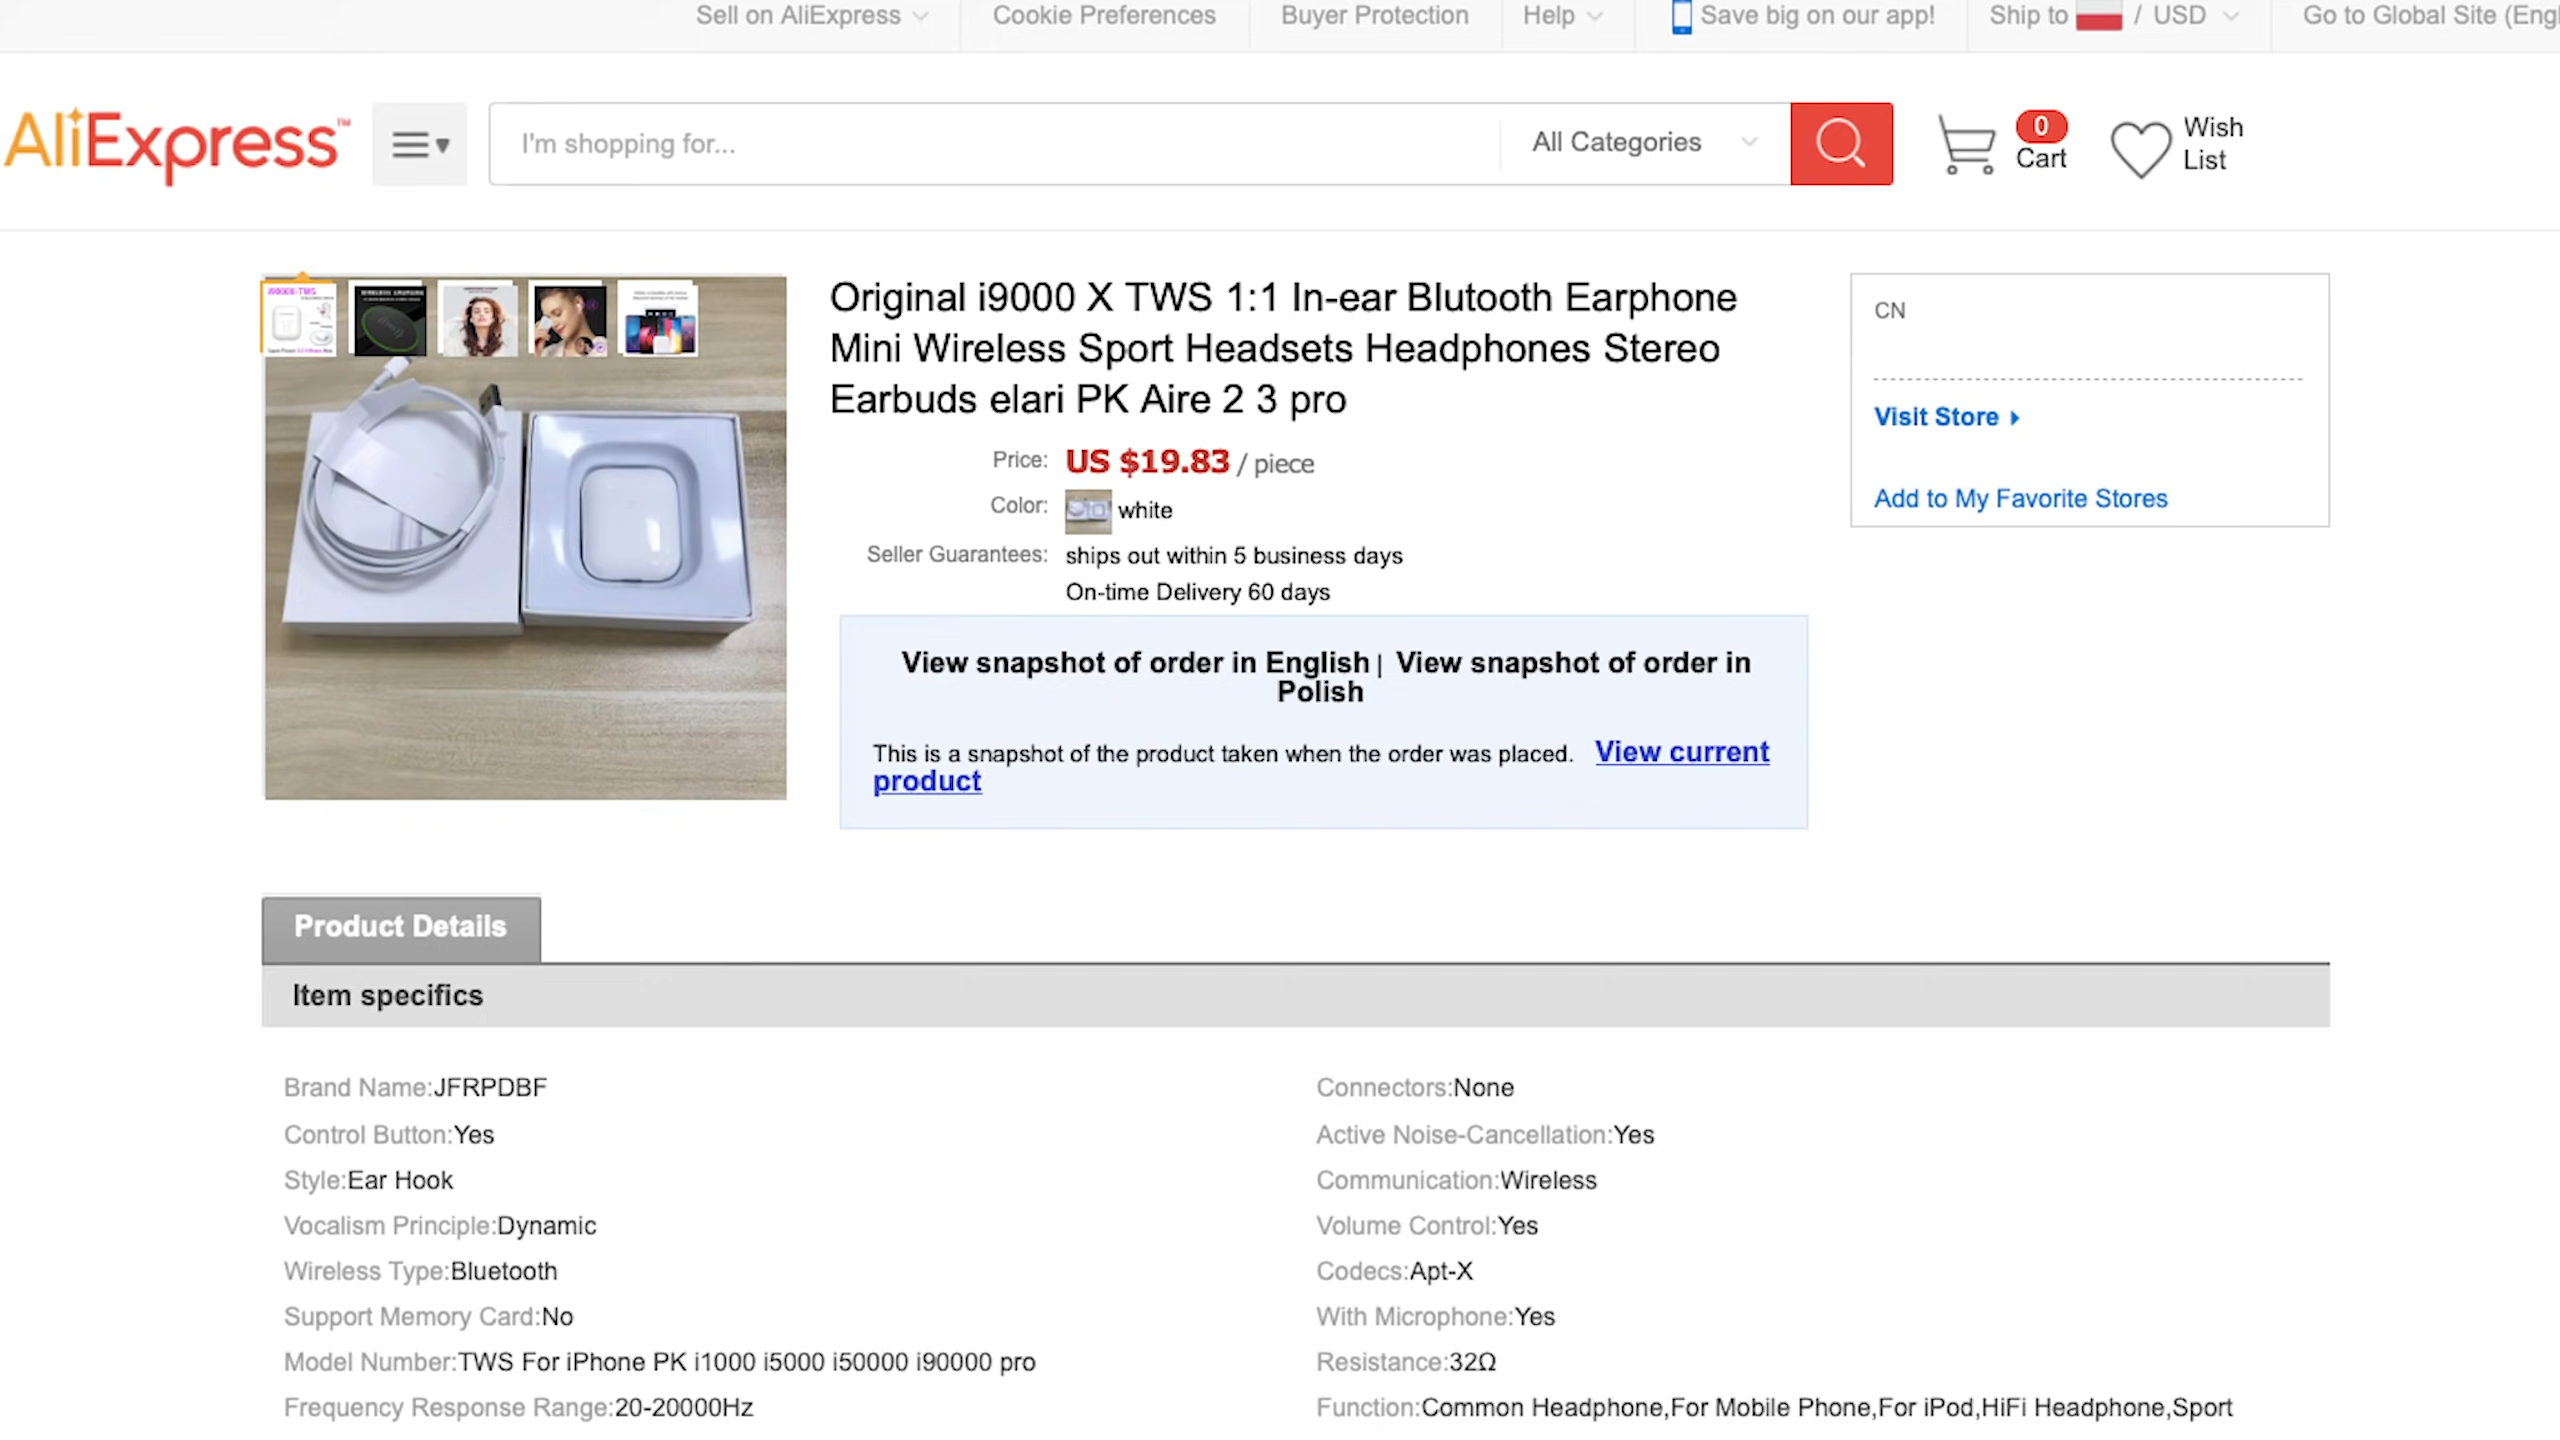 Sell on AliExpress
Cookie Preferences
Buyer Protection
Help
Save big on our app!
Ship to / USD
Go to Global Site (Engl
AliExpress™
I'm shopping for...
All Categories
0
Cart
Wish
List
Original i9000 X TWS 1:1 In-ear Blutooth Earphone
Mini Wireless Sport Headsets Headphones Stereo
Earbuds elari PK Aire 2 3 pro
Price: US $19.83 / piece
Color: white
Seller Guarantees: ships out within 5 business days
On-time Delivery 60 days
View snapshot of order in English | View snapshot of order in
Polish
This is a snapshot of the product taken when the order was placed. View current
product
CN
Visit Store
Add to My Favorite Stores
Product Details
Item specifics
Brand Name:JFRPDBF
Connectors:None
Control Button:Yes
Active Noise-Cancellation:Yes
Style:Ear Hook
Communication:Wireless
Vocalism Principle:Dynamic
Volume Control:Yes
Wireless Type:Bluetooth
Codecs:Apt-X
Support Memory Card:No
With Microphone:Yes
Model Number:TWS For iPhone PK i1000 i5000 i50000 i90000 pro
Resistance:32Ω
Frequency Response Range:20-20000Hz
Function:Common Headphone,For Mobile Phone,For iPod,HiFi Headphone,Sport